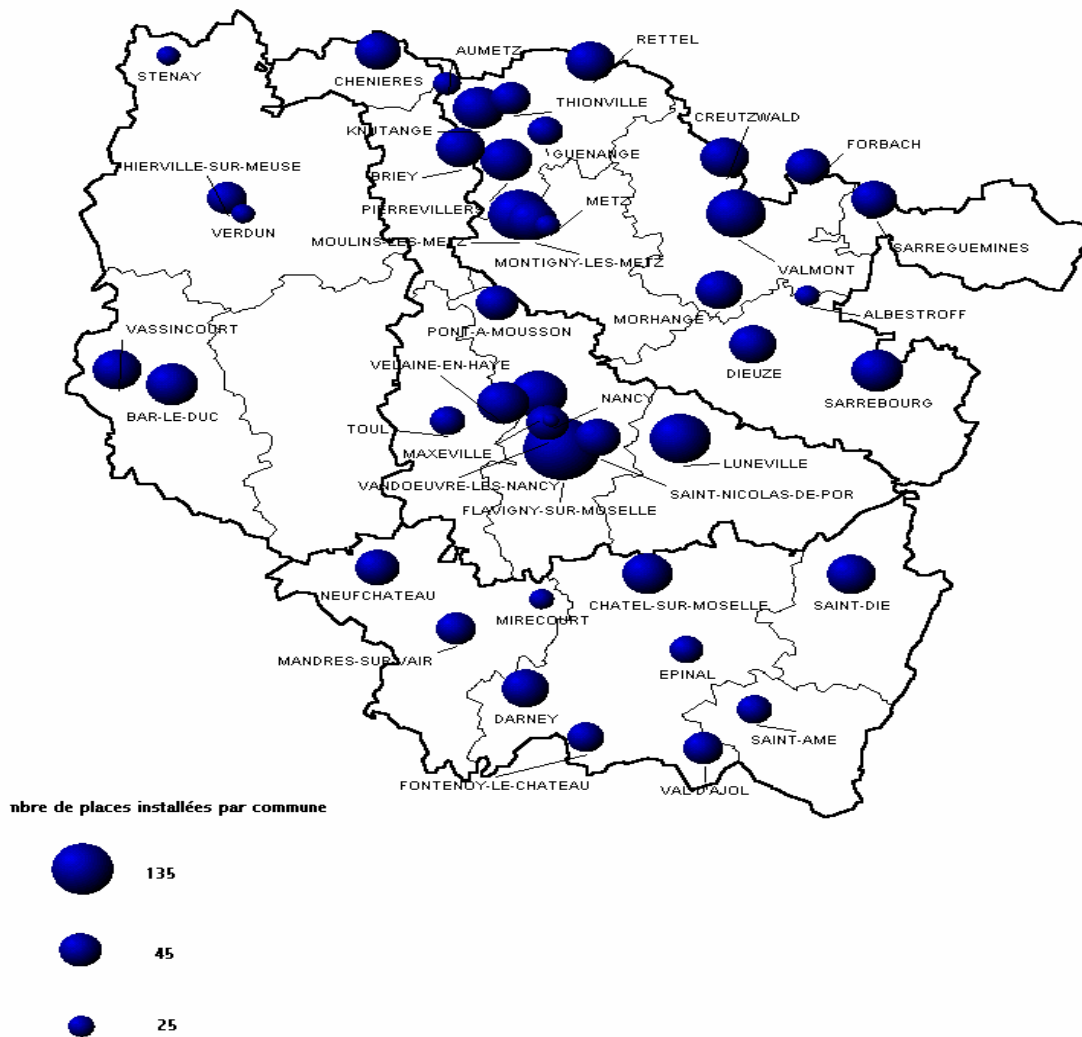 RETTEL
AUMETZ
STENAY
CHENIERES
THIONVILLE
CREUTZWALD
KNUTANGE
FORBACH
GUENANGE
HIERVILLE-SUR-MEUSE
BRIEY
PIERREVILLERS
METZ
VERDUN
MOULINS-LES-METZ
SARREGUEMINES
MONTIGNY-LES-METZ
VALMONT
ALBESTROFF
MORHANGE
VASSINCOURT
PONT-A-MOUSSON
VELAINE-EN-HAYE
DIEUZE
NANCY
SARREBOURG
BAR-LE-DUC
TOUL
MAXEVILLE
LUNEVILLE
VANDOEUVRE-LES-NANCY
SAINT-NICOLAS-DE-POR
FLAVIGNY-SUR-MOSELLE
NEUFCHATEAU
CHATEL-SUR-MOSELLE
SAINT-DIE
MIRECOURT
MANDRES-SUR-VAIR
EPINAL
DARNEY
SAINT-AME
FONTENOY-LE-CHATEAU
VAL-D'AJOL
nbre de places installées par commune
135
45
25